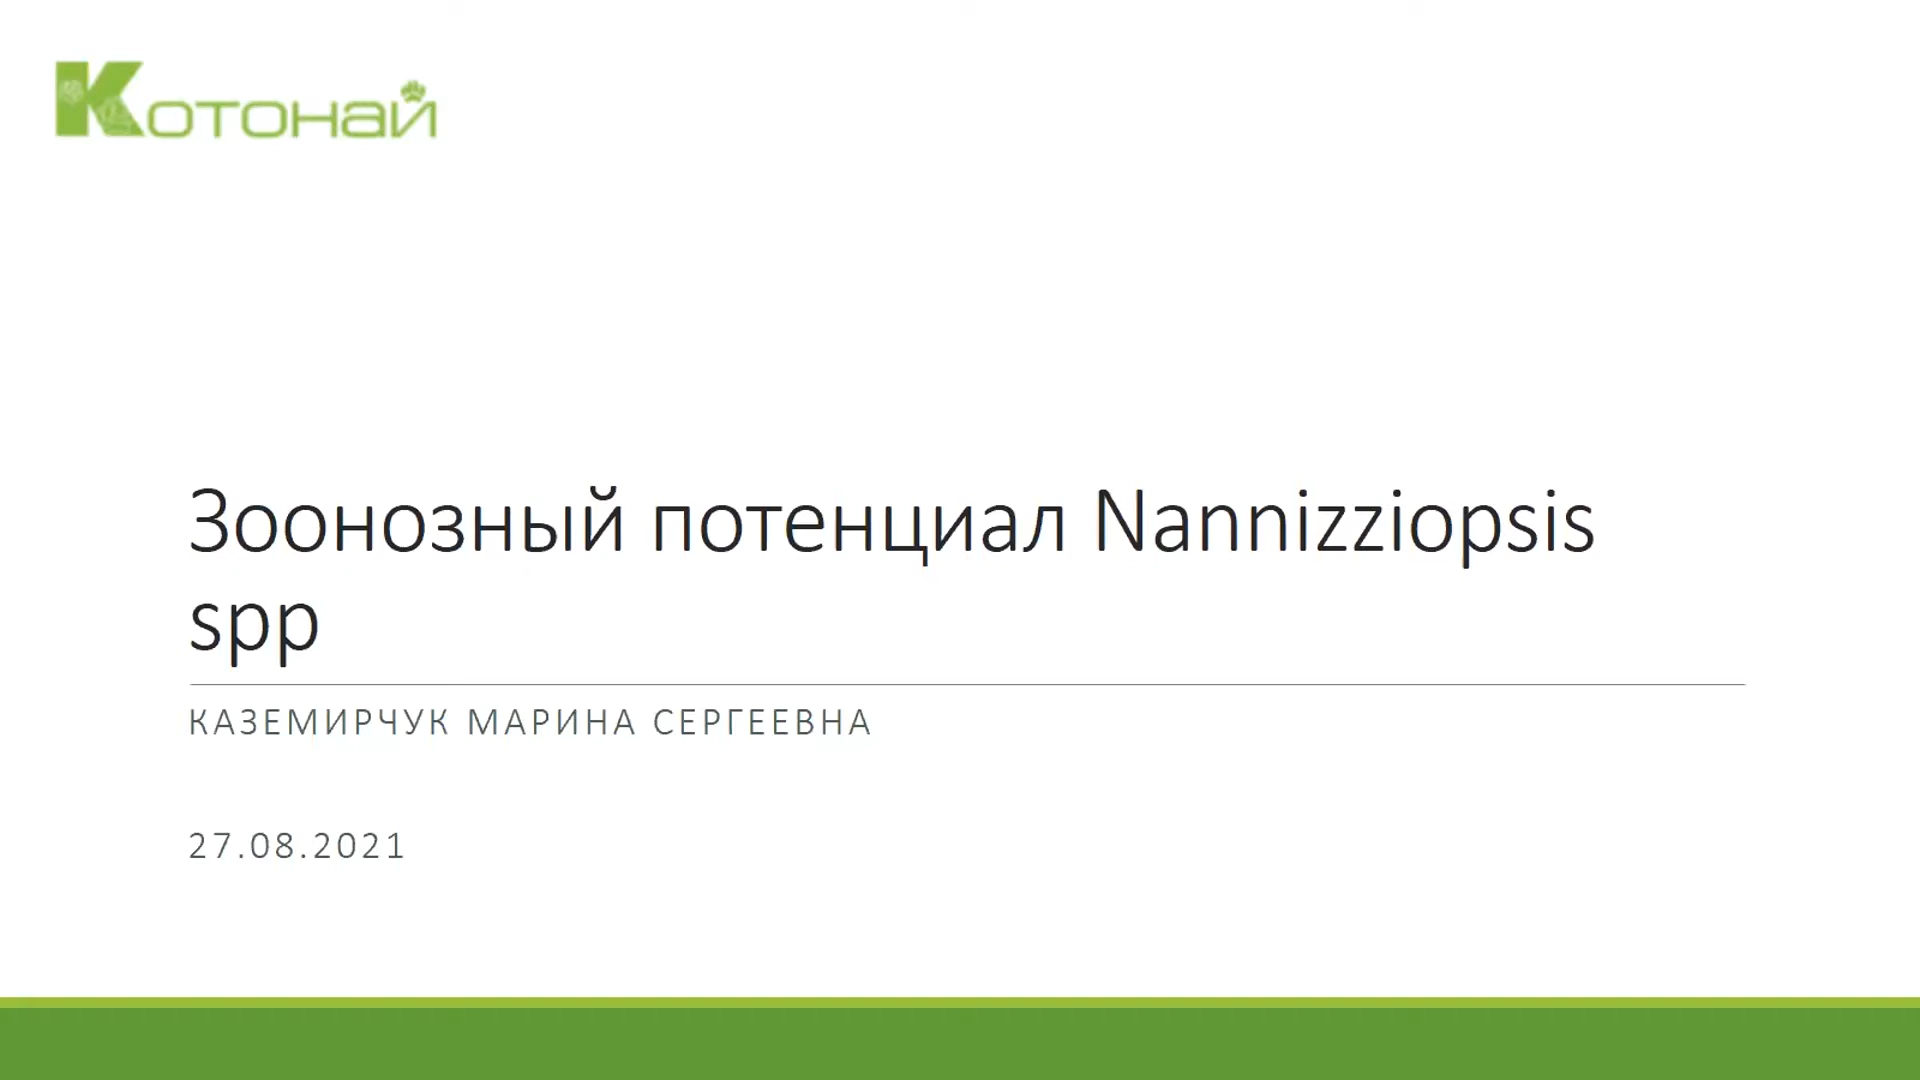 Котонай
Зоонозный потенциал Nannizziopsis
spp
КАЗЕМИРЧУК МАРИНА СЕРГЕЕВНА
27.08.2021